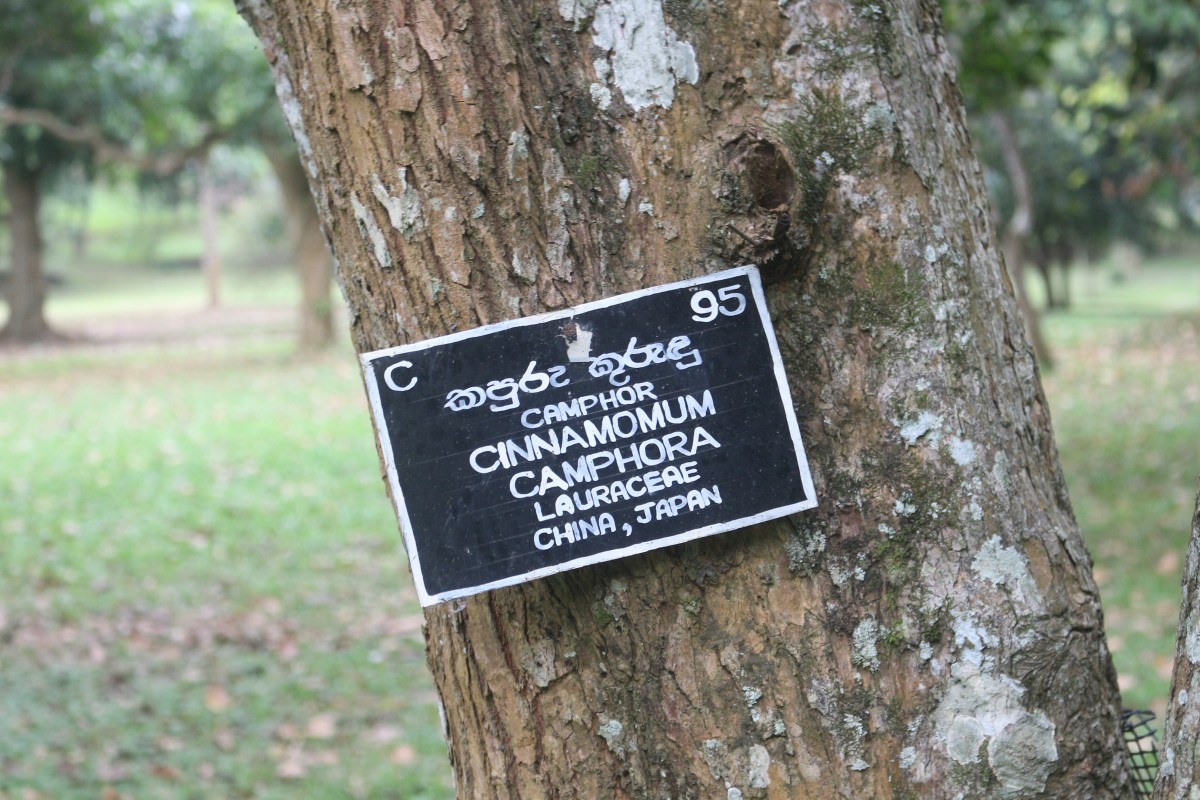 C 95
කපුරු කුරුඳු
CAMPHOR
CINNAMOMUM
CAMPHORA
LAURACEAE
CHINA, JAPAN